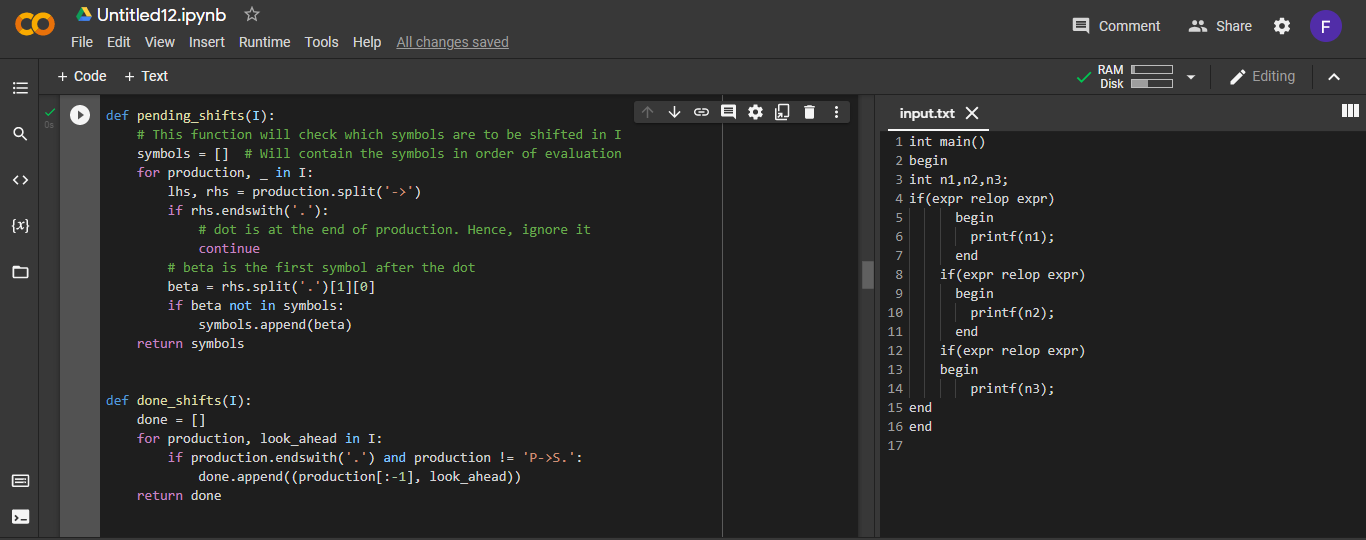 Untitled12.ipynb
File Edit View Insert Runtime Tools Help All changes saved
Comment Share F
+ Code + Text
RAM
Disk
Editing
0s
def pending_shifts(I):
    # This function will check which symbols are to be shifted in I
    symbols = []  # Will contain the symbols in order of evaluation
    for production, _ in I:
        lhs, rhs = production.split('->')
        if rhs.endswith('.'):
            # dot is at the end of production. Hence, ignore it
            continue
        # beta is the first symbol after the dot
        beta = rhs.split('.')[1][0]
        if beta not in symbols:
            symbols.append(beta)
    return symbols
def done_shifts(I):
    done = []
    for production, look_ahead in I:
        if production.endswith('.') and production != 'P->S.':
            done.append((production[:-1], look_ahead))
    return done
{x}
input.txt
1 int main()
2 begin
3 int n1,n2,n3;
4 if(expr relop expr)
5       begin
6         printf(n1);
7       end
8     if(expr relop expr)
9       begin
10         printf(n2);
11       end
12     if(expr relop expr)
13     begin
14         printf(n3);
15 end
16 end
17